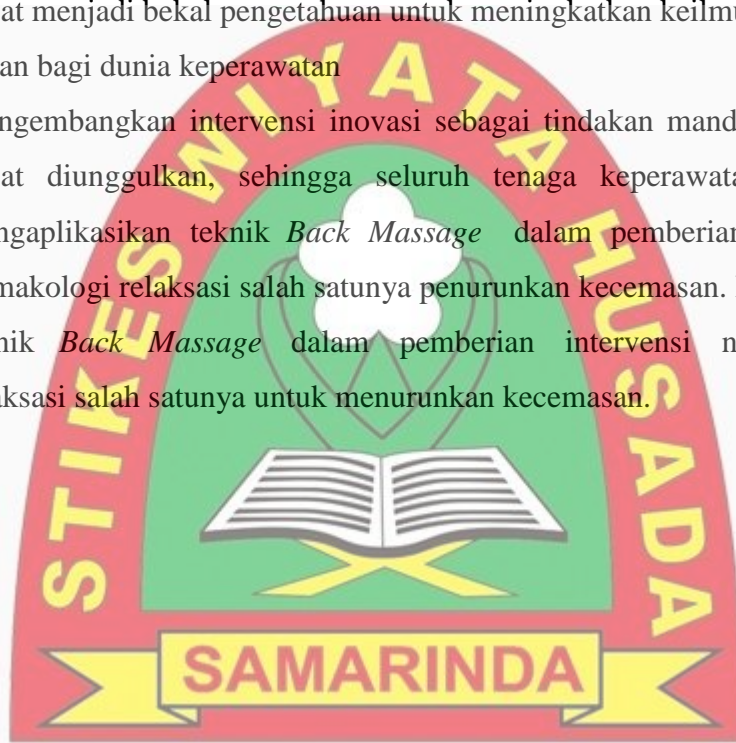 at menjadi bekal pengetahuan untuk meningkatkan keilmu
an bagi dunia keperawatan
ngembangkan intervensi inovasi sebagai tindakan mand
at diunggulkan, sehingga seluruh tenaga keperawata
ngaplikasikan teknik Back Massage dalam pemberian
makologi relaksasi salah satunya penurunkan kecemasan.
nik Back Massage dalam pemberian intervensi n
aksasi salah satunya untuk menurunkan kecemasan.
STIKES WIYATA HUSADA
SAMARINDA